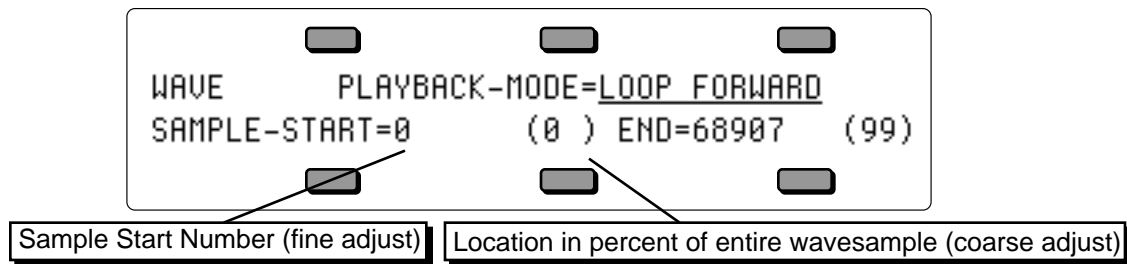 WAVE PLAYBACK-MODE=LOOP FORWARD
SAMPLE-START=0 (0 ) END=68907 (99)
Sample Start Number (fine adjust)
Location in percent of entire wavesample (coarse adjust)